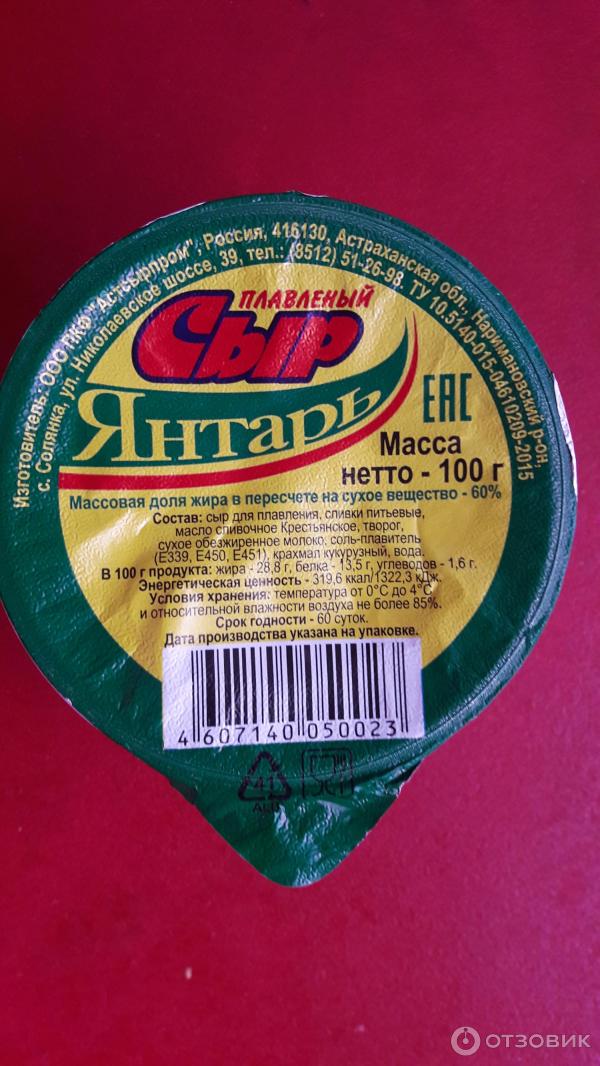 Изготовитель: ООО ПКФ "Астсырпром", Россия, 416130, Астраханская обл., Наримановский р-он,
с. Солянка, ул. Николаевское шоссе, 39, тел.: (8512) 51-26-98. ТУ 10.5140-015-04610209-2015
ПЛАВЛЕНЫЙ
СЫР
Янтарь
ЕАС
Масса
нетто - 100 г
Массовая доля жира в пересчете на сухое вещество - 60%
Состав: сыр для плавления, сливки питьевые,
масло сливочное Крестьянское, творог,
сухое обезжиренное молоко, соль-плавитель
(Е339, Е450, Е451), крахмал кукурузный, вода.
В 100 г продукта: жира - 28,8 г, белка - 13,5 г, углеводов - 1,6 г.
Энергетическая ценность - 319,6 ккал/1322,3 кДж.
Условия хранения: температура от 0°С до 4°С
и относительной влажности воздуха не более 85%.
Срок годности - 60 суток.
Дата производства указана на упаковке.
4 607140 050023
41
ALU
ОТЗОВИК